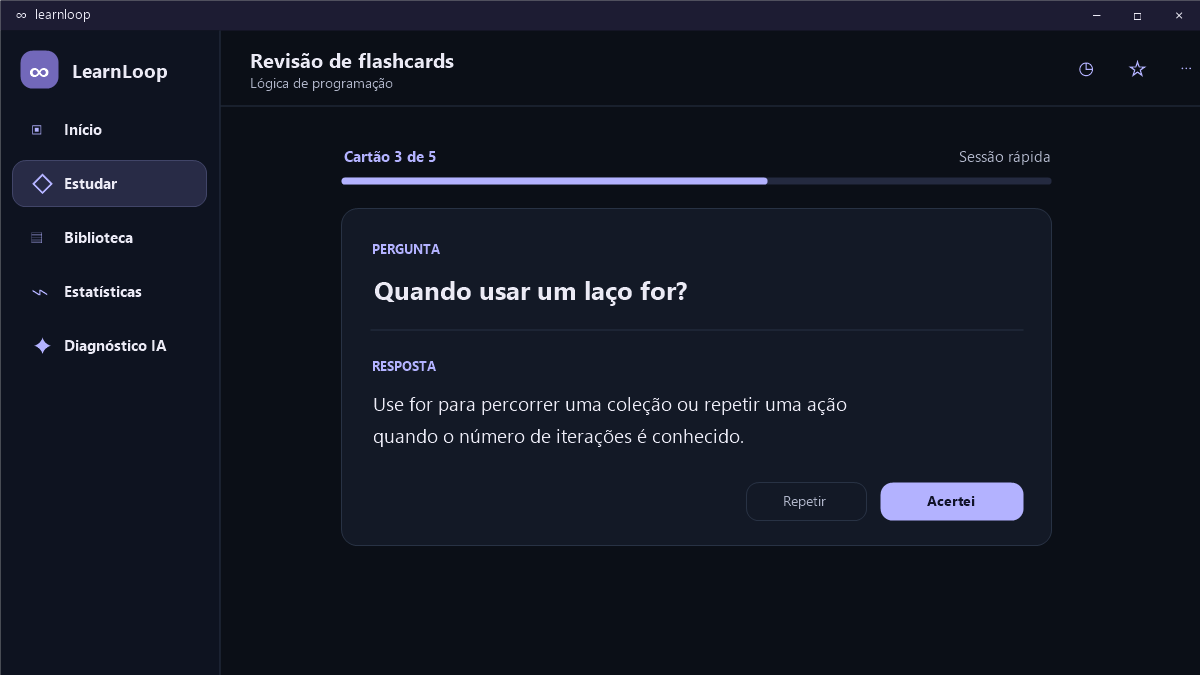 learnloop
LearnLoop
Início
Estudar
Biblioteca
Estatísticas
Diagnóstico IA
Revisão de flashcards
Lógica de programação
Cartão 3 de 5
Sessão rápida
PERGUNTA
Quando usar um laço for?
RESPOSTA
Use for para percorrer uma coleção ou repetir uma ação
quando o número de iterações é conhecido.
Repetir
Acertei